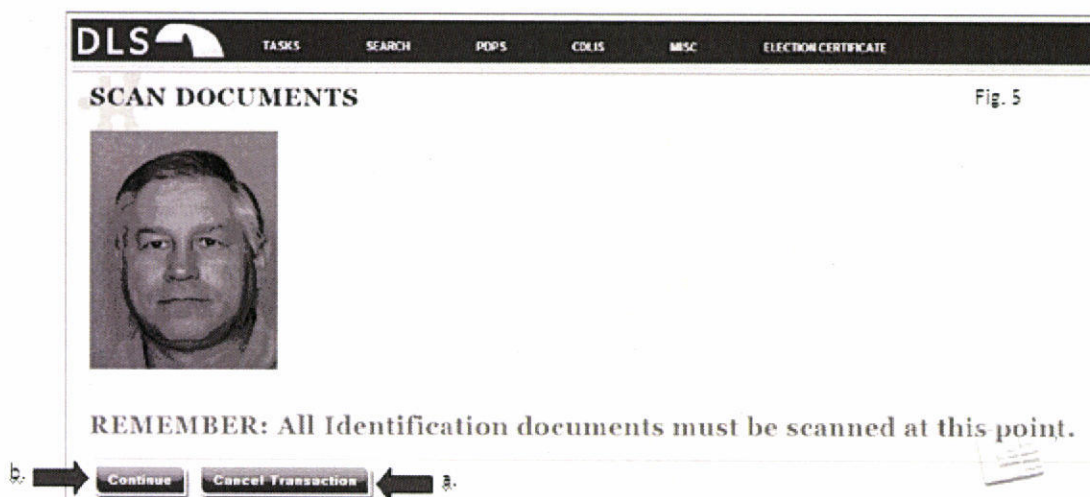 DLS TASKS SEARCH PDPS CDLIS MISC ELECTION CERTIFICATE
SCAN DOCUMENTS
Fig. 5
REMEMBER: All Identification documents must be scanned at this point.
b. Continue Cancel Transaction a.